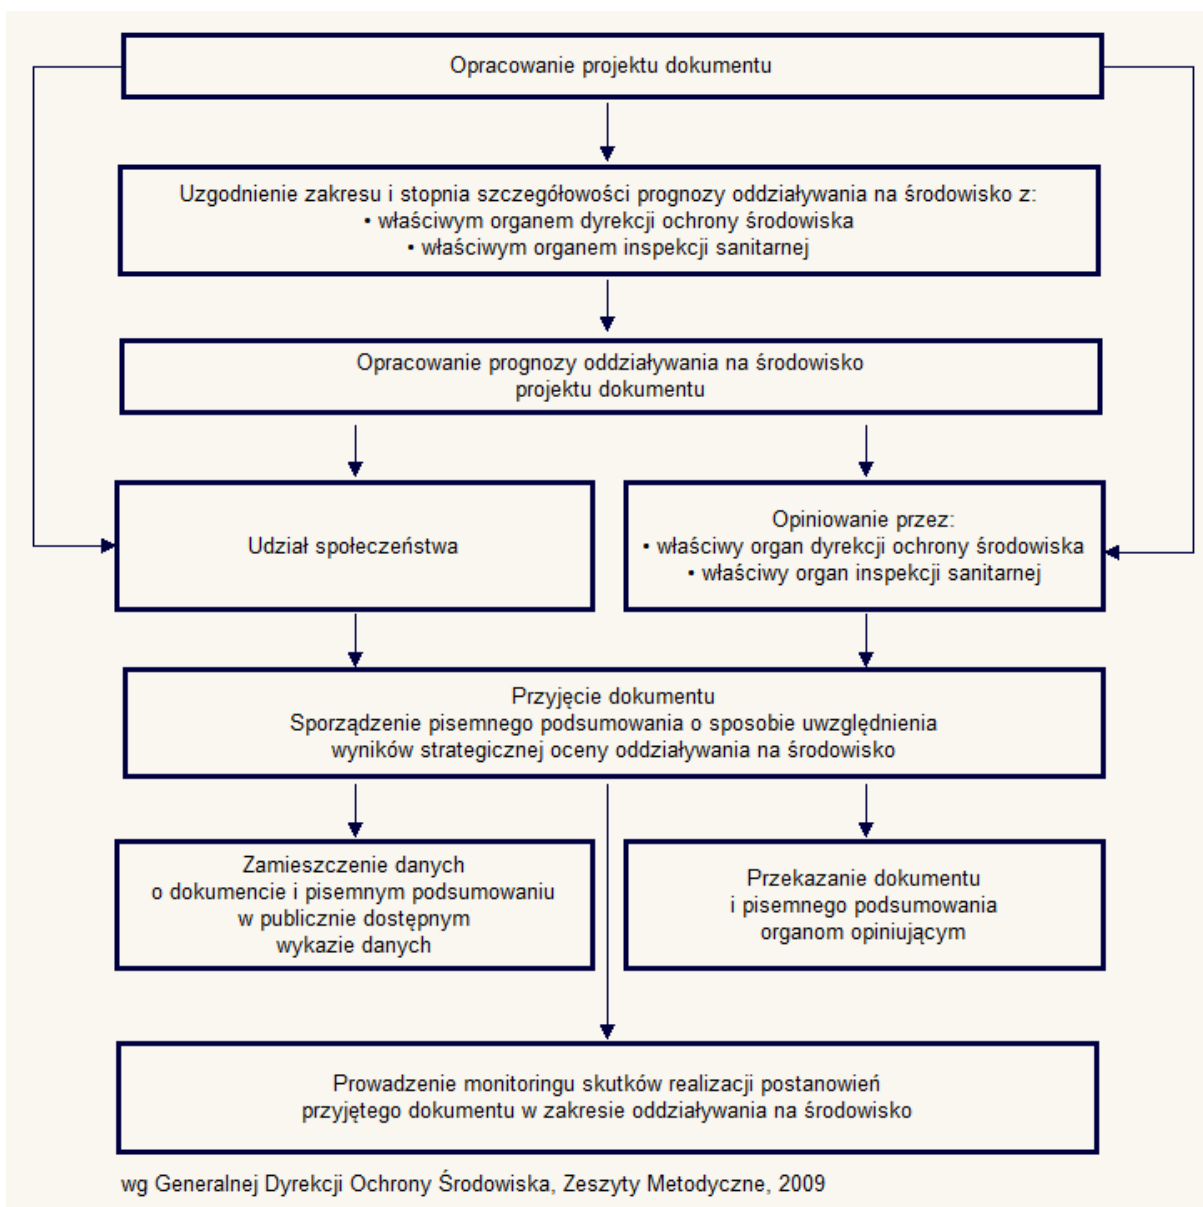 Opracowanie projektu dokumentu
Uzgodnienie zakresu i stopnia szczegółowości prognozy oddziaływania na środowisko z:
• właściwym organem dyrekcji ochrony środowiska
• właściwym organem inspekcji sanitarnej
Opracowanie prognozy oddziaływania na środowisko
projektu dokumentu
Udział społeczeństwa
Opiniowanie przez:
• właściwy organ dyrekcji ochrony środowiska
• właściwy organ inspekcji sanitarnej
Przyjęcie dokumentu
Sporządzenie pisemnego podsumowania o sposobie uwzględnienia
wyników strategicznej oceny oddziaływania na środowisko
Zamieszczenie danych
o dokumencie i pisemnym podsumowaniu
w publicznie dostępnym
wykazie danych
Przekazanie dokumentu
i pisemnego podsumowania
organom opiniującym
Prowadzenie monitoringu skutków realizacji postanowień
przyjętego dokumentu w zakresie oddziaływania na środowisko
wg Generalnej Dyrekcji Ochrony Środowiska, Zeszyty Metodyczne, 2009